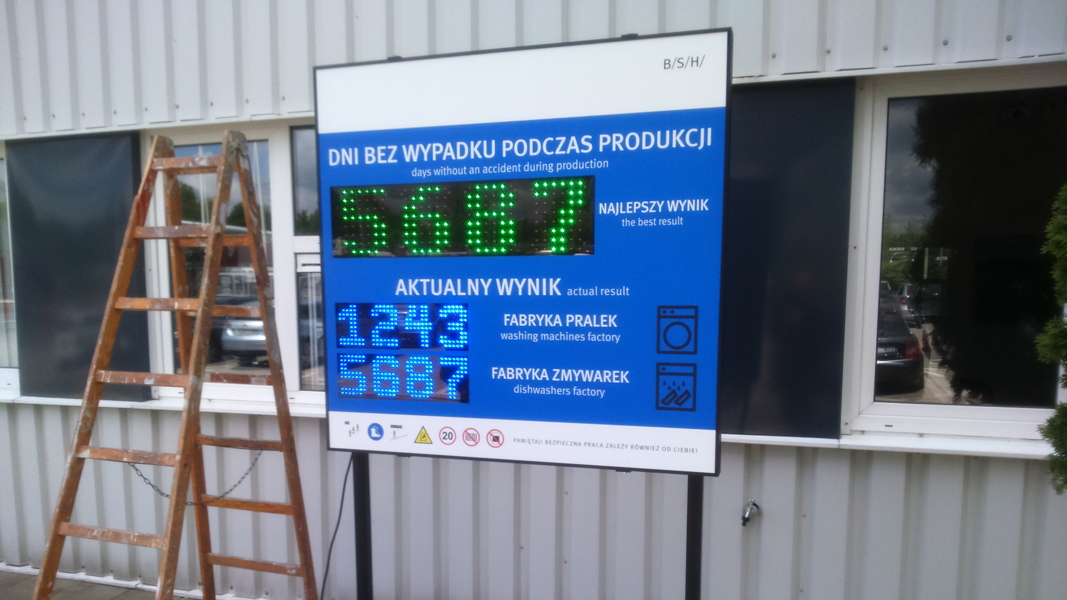 B/S/H/
DNI BEZ WYPADKU PODCZAS PRODUKCJI
days without an accident during production
5687
NAJLEPSZY WYNIK
the best result
AKTUALNY WYNIK actual result
1243
FABRYKA PRALEK
washing machines factory
5687
FABRYKA ZMYWAREK
dishwashers factory
20
PAMIĘTAJ! BEZPIECZNA PRACA ZALEŻY RÓWNIEŻ OD CIEBIE!